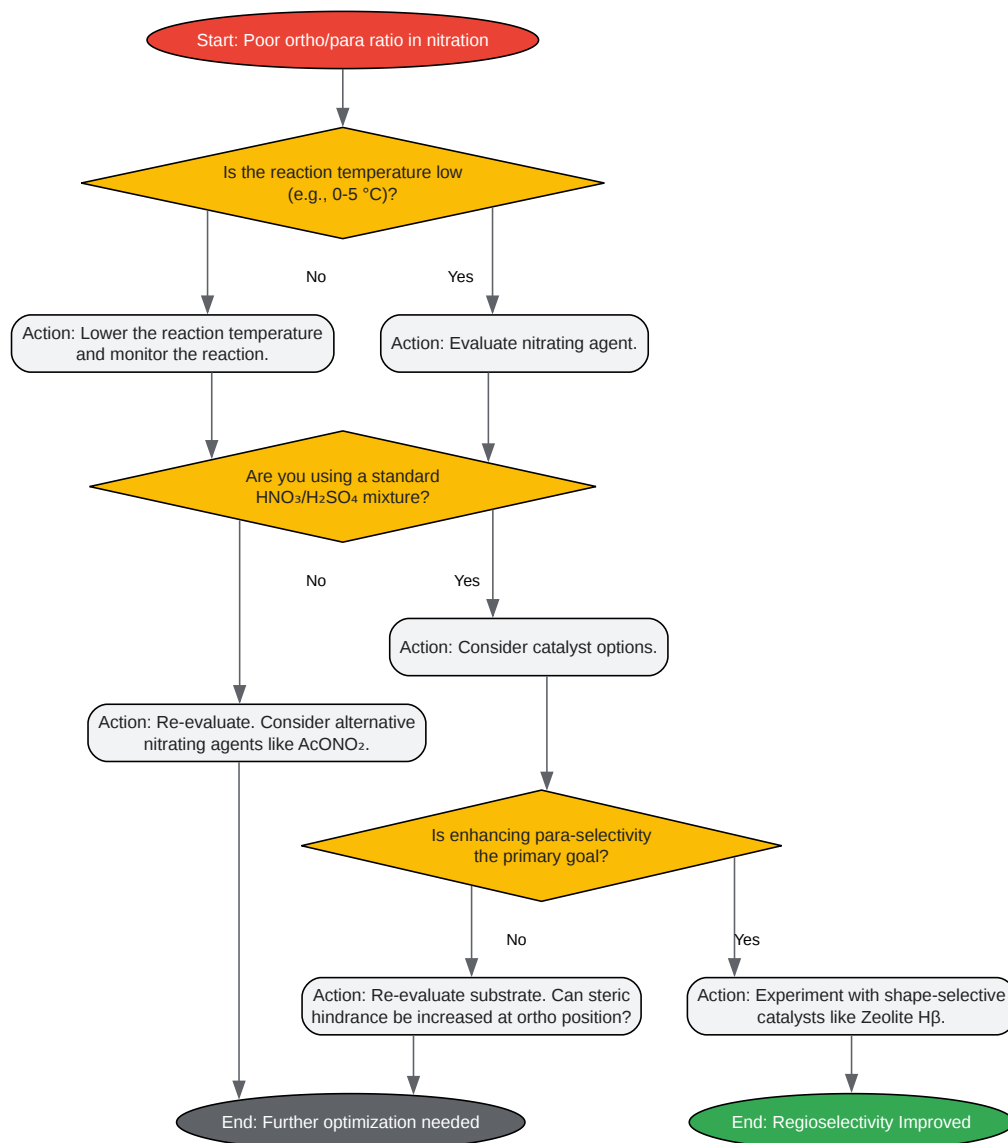 Start: Poor ortho/para ratio in nitration
Is the reaction temperature low
(e.g., 0-5 °C)?
No
Yes
Action: Lower the reaction temperature
and monitor the reaction.
Action: Evaluate nitrating agent.
Are you using a standard
HNO₃/H₂SO₄ mixture?
No
Yes
Action: Consider catalyst options.
Action: Re-evaluate. Consider alternative
nitrating agents like AcONO₂.
Is enhancing para-selectivity
the primary goal?
No
Yes
Action: Re-evaluate substrate. Can steric
hindrance be increased at ortho position?
Action: Experiment with shape-selective
catalysts like Zeolite Hβ.
End: Further optimization needed
End: Regioselectivity Improved